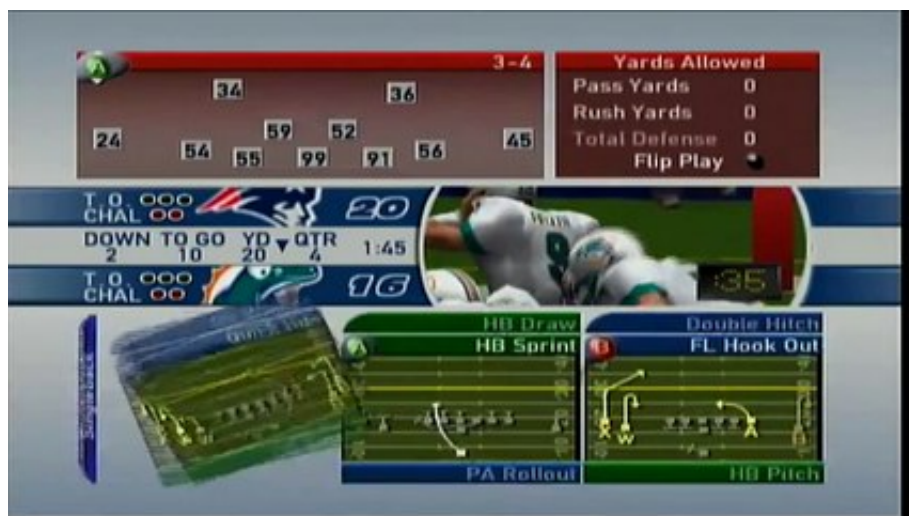 A
3-4
34
36
24
59
52
45
54
55
99
91
56
Yards Allowed
Pass Yards 0
Rush Yards 0
Total Defense 0
Flip Play
T.O.
CHAL
20
DOWN TO GO YD QTR
2 10 20 4
1:45
T.O.
CHAL
16
:35
Singleback
HB Draw
A HB Sprint
PA Rollout
Double Hitch
B FL Hook Out
X
W
A
HB Pitch